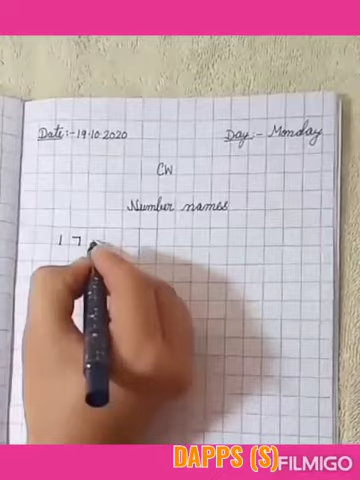 Date:- 19.10.2020 Day:- Monday
CW
Number names
17
DAPPS (S) FILMIGO